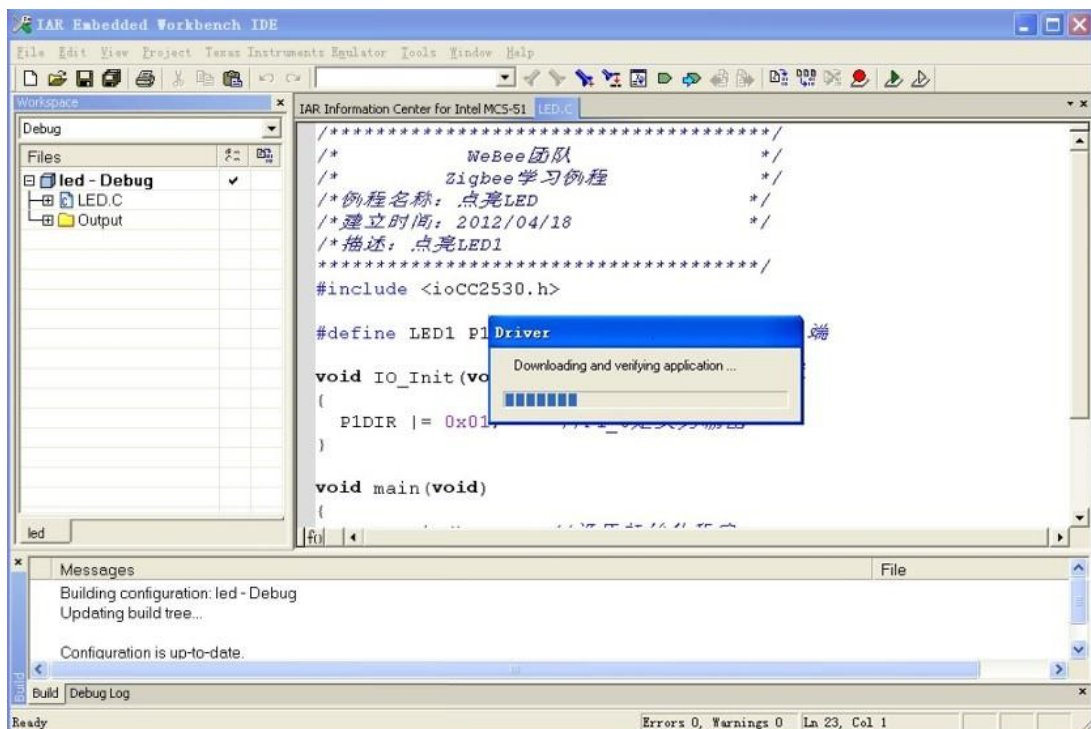 IAR Embedded Workbench IDE
File Edit View Project Texas Instruments Emulator Tools Window Help
Workspace
IAR Information Center for Intel MCS-51 LED.C
Debug
Files
led - Debug
LED.C
Output
led
/**************************************/
/* WeBee团队 */
/* Zigbee学习例程 */
/*例程名称：点亮LED */
/*建立时间：2012/04/18 */
/*描述：点亮LED1
**************************************/
#include <ioCC2530.h>
#define LED1 P1 端
void IO_Init(vo
{
P1DIR |= 0x01
}
void main(void)
{
Driver
Downloading and verifying application ...
f()
Messages File
Building configuration: led - Debug
Updating build tree...
Configuration is up-to-date.
Build
Build Debug Log
Ready Errors 0, Warnings 0 Ln 23, Col 1